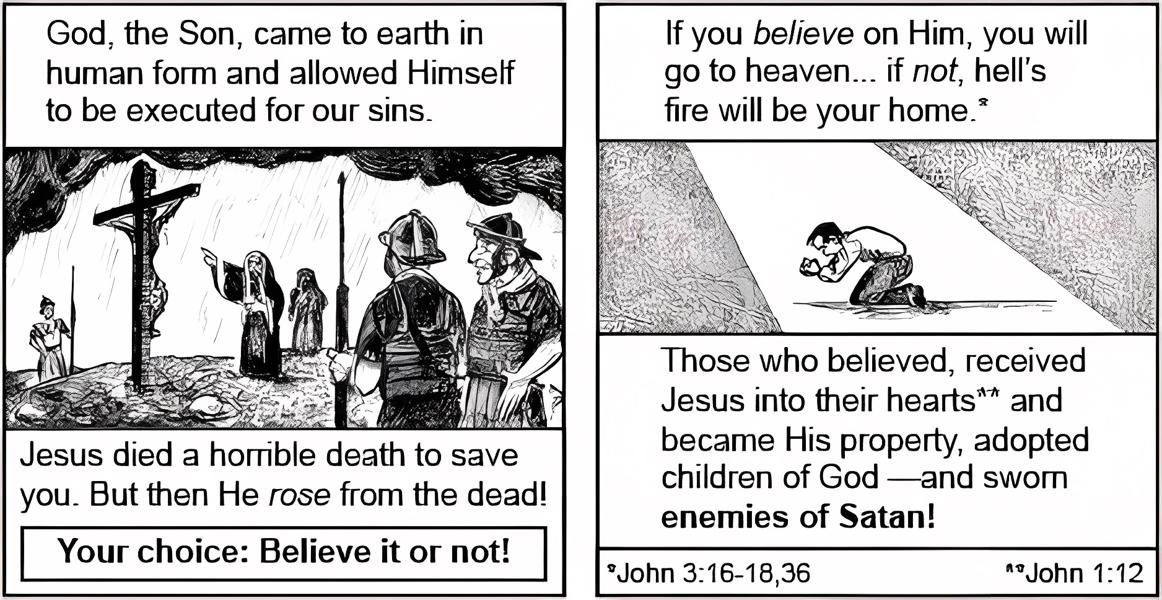 God, the Son, came to earth in
human form and allowed Himself
to be executed for our sins.
Jesus died a horrible death to save
you. But then He rose from the dead!
Your choice: Believe it or not!
If you believe on Him, you will
go to heaven... if not, hell's
fire will be your home.*
Those who believed, received
Jesus into their hearts** and
became His property, adopted
children of God —and sworn
enemies of Satan!
*John 3:16-18,36
**John 1:12